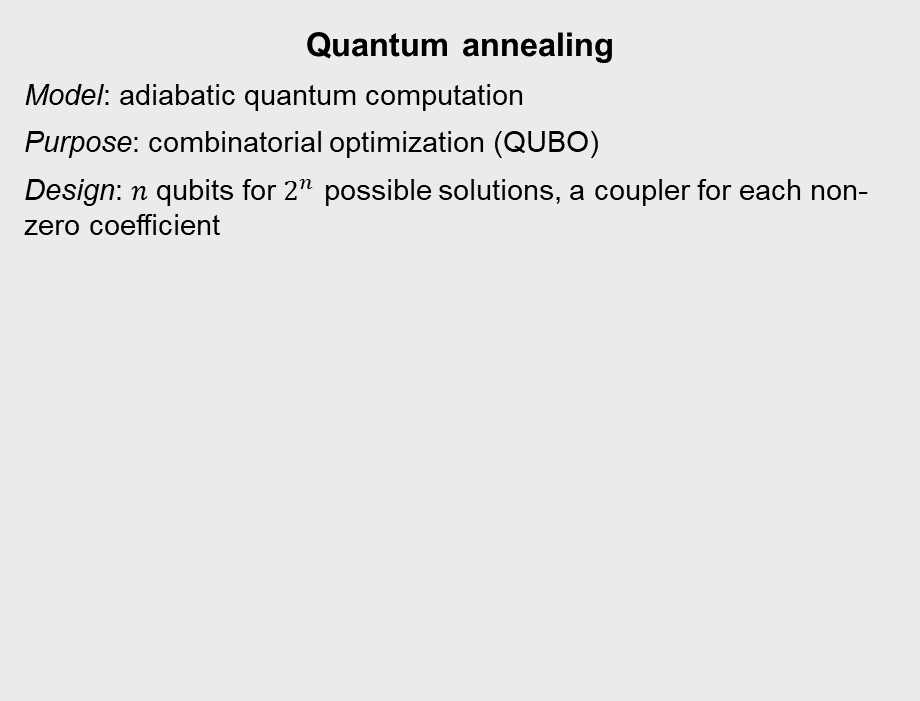 Quantum annealing
Model: adiabatic quantum computation
Purpose: combinatorial optimization (QUBO)
Design: n qubits for 2ⁿ possible solutions, a coupler for each non-
zero coefficient